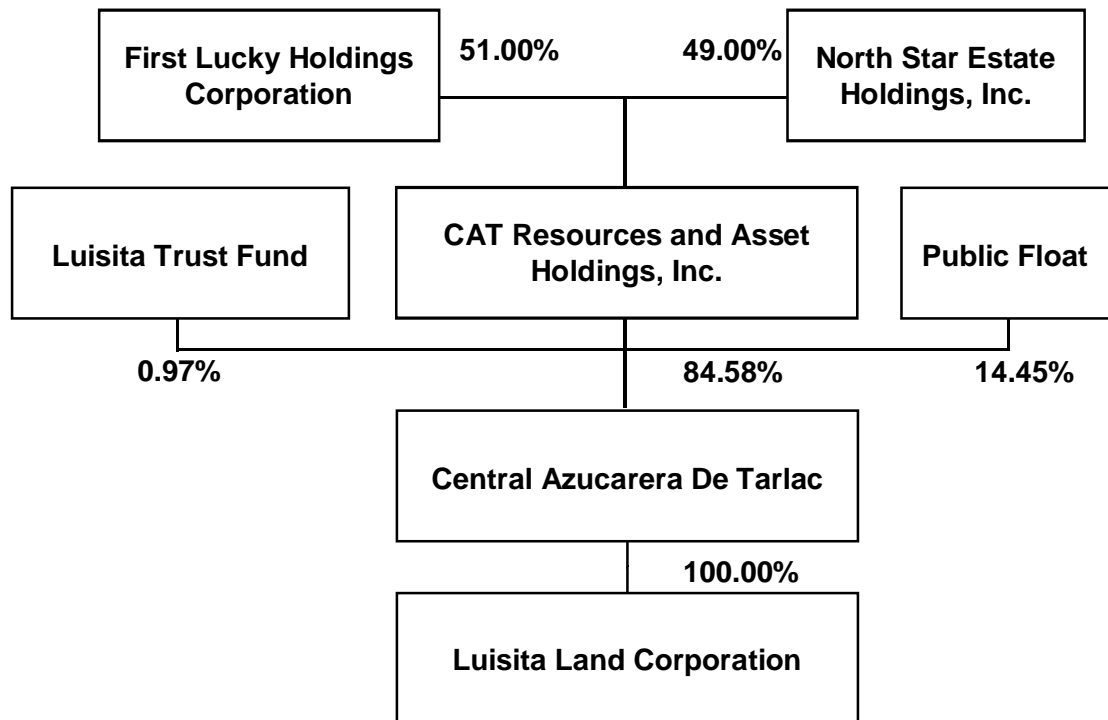 First Lucky Holdings
Corporation
51.00%
49.00%
North Star Estate
Holdings, Inc.
Luisita Trust Fund
CAT Resources and Asset
Holdings, Inc.
Public Float
0.97%
84.58%
14.45%
Central Azucarera De Tarlac
100.00%
Luisita Land Corporation